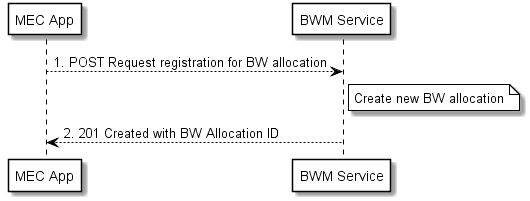 MEC App
BWM Service
1. POST Request registration for BW allocation
Create new BW allocation
2. 201 Created with BW Allocation ID
MEC App
BWM Service